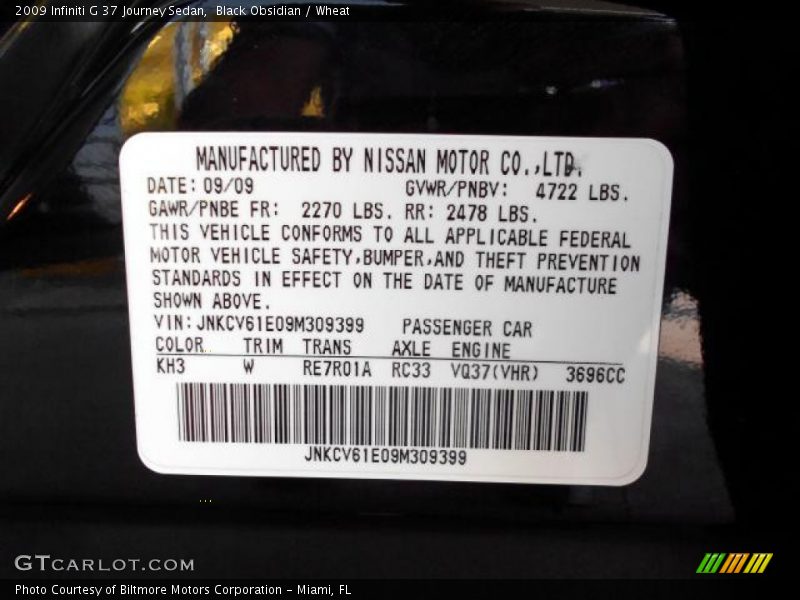 2009 Infiniti G 37 Journey Sedan,  Black Obsidian / Wheat
MANUFACTURED BY NISSAN MOTOR CO.,LTD.
DATE: 09/09 GVWR/PNBV: 4722 LBS.
GAWR/PNBE FR: 2270 LBS. RR: 2478 LBS.
THIS VEHICLE CONFORMS TO ALL APPLICABLE FEDERAL
MOTOR VEHICLE SAFETY,BUMPER,AND THEFT PREVENTION
STANDARDS IN EFFECT ON THE DATE OF MANUFACTURE
SHOWN ABOVE.
VIN: JNKCV61E09M309399 PASSENGER CAR
COLOR TRIM TRANS AXLE ENGINE
KH3 W RE7R01A RC33 VQ37(VHR) 3696CC
JNKCV61E09M309399
GTCARLOT.COM
Photo Courtesy of Biltmore Motors Corporation - Miami, FL